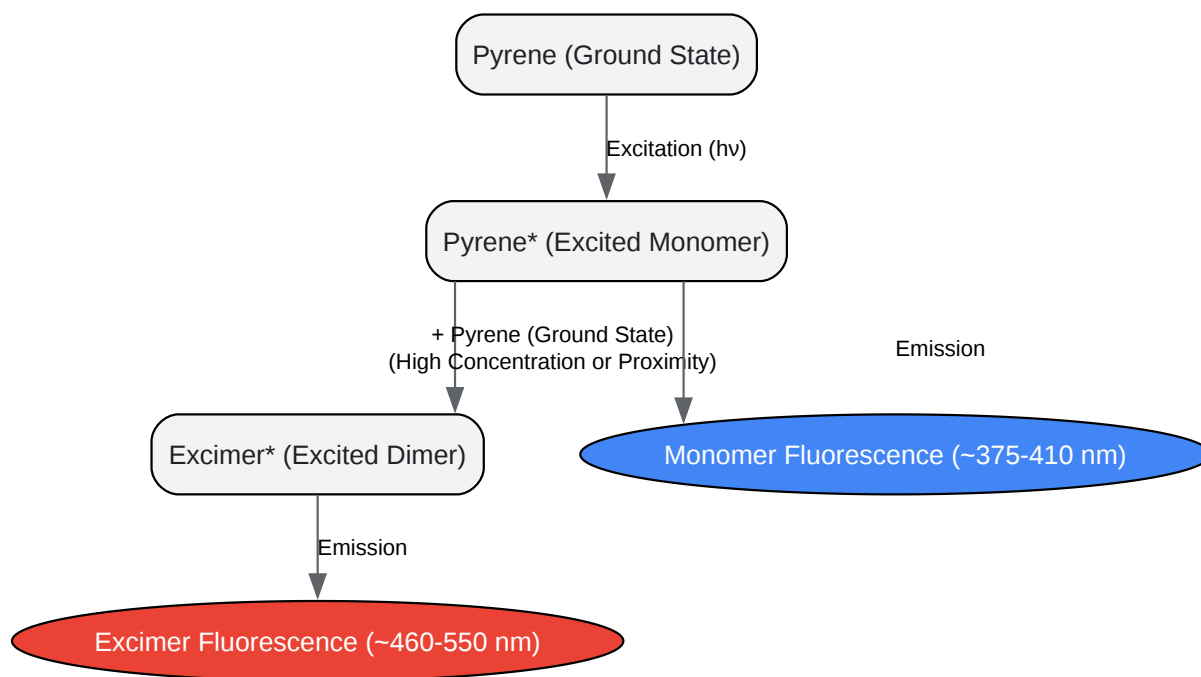 Pyrene (Ground State)
Excitation (hν)
Pyrene* (Excited Monomer)
+ Pyrene (Ground State)
(High Concentration or Proximity)
Emission
Excimer* (Excited Dimer)
Monomer Fluorescence (~375-410 nm)
Emission
Excimer Fluorescence (~460-550 nm)